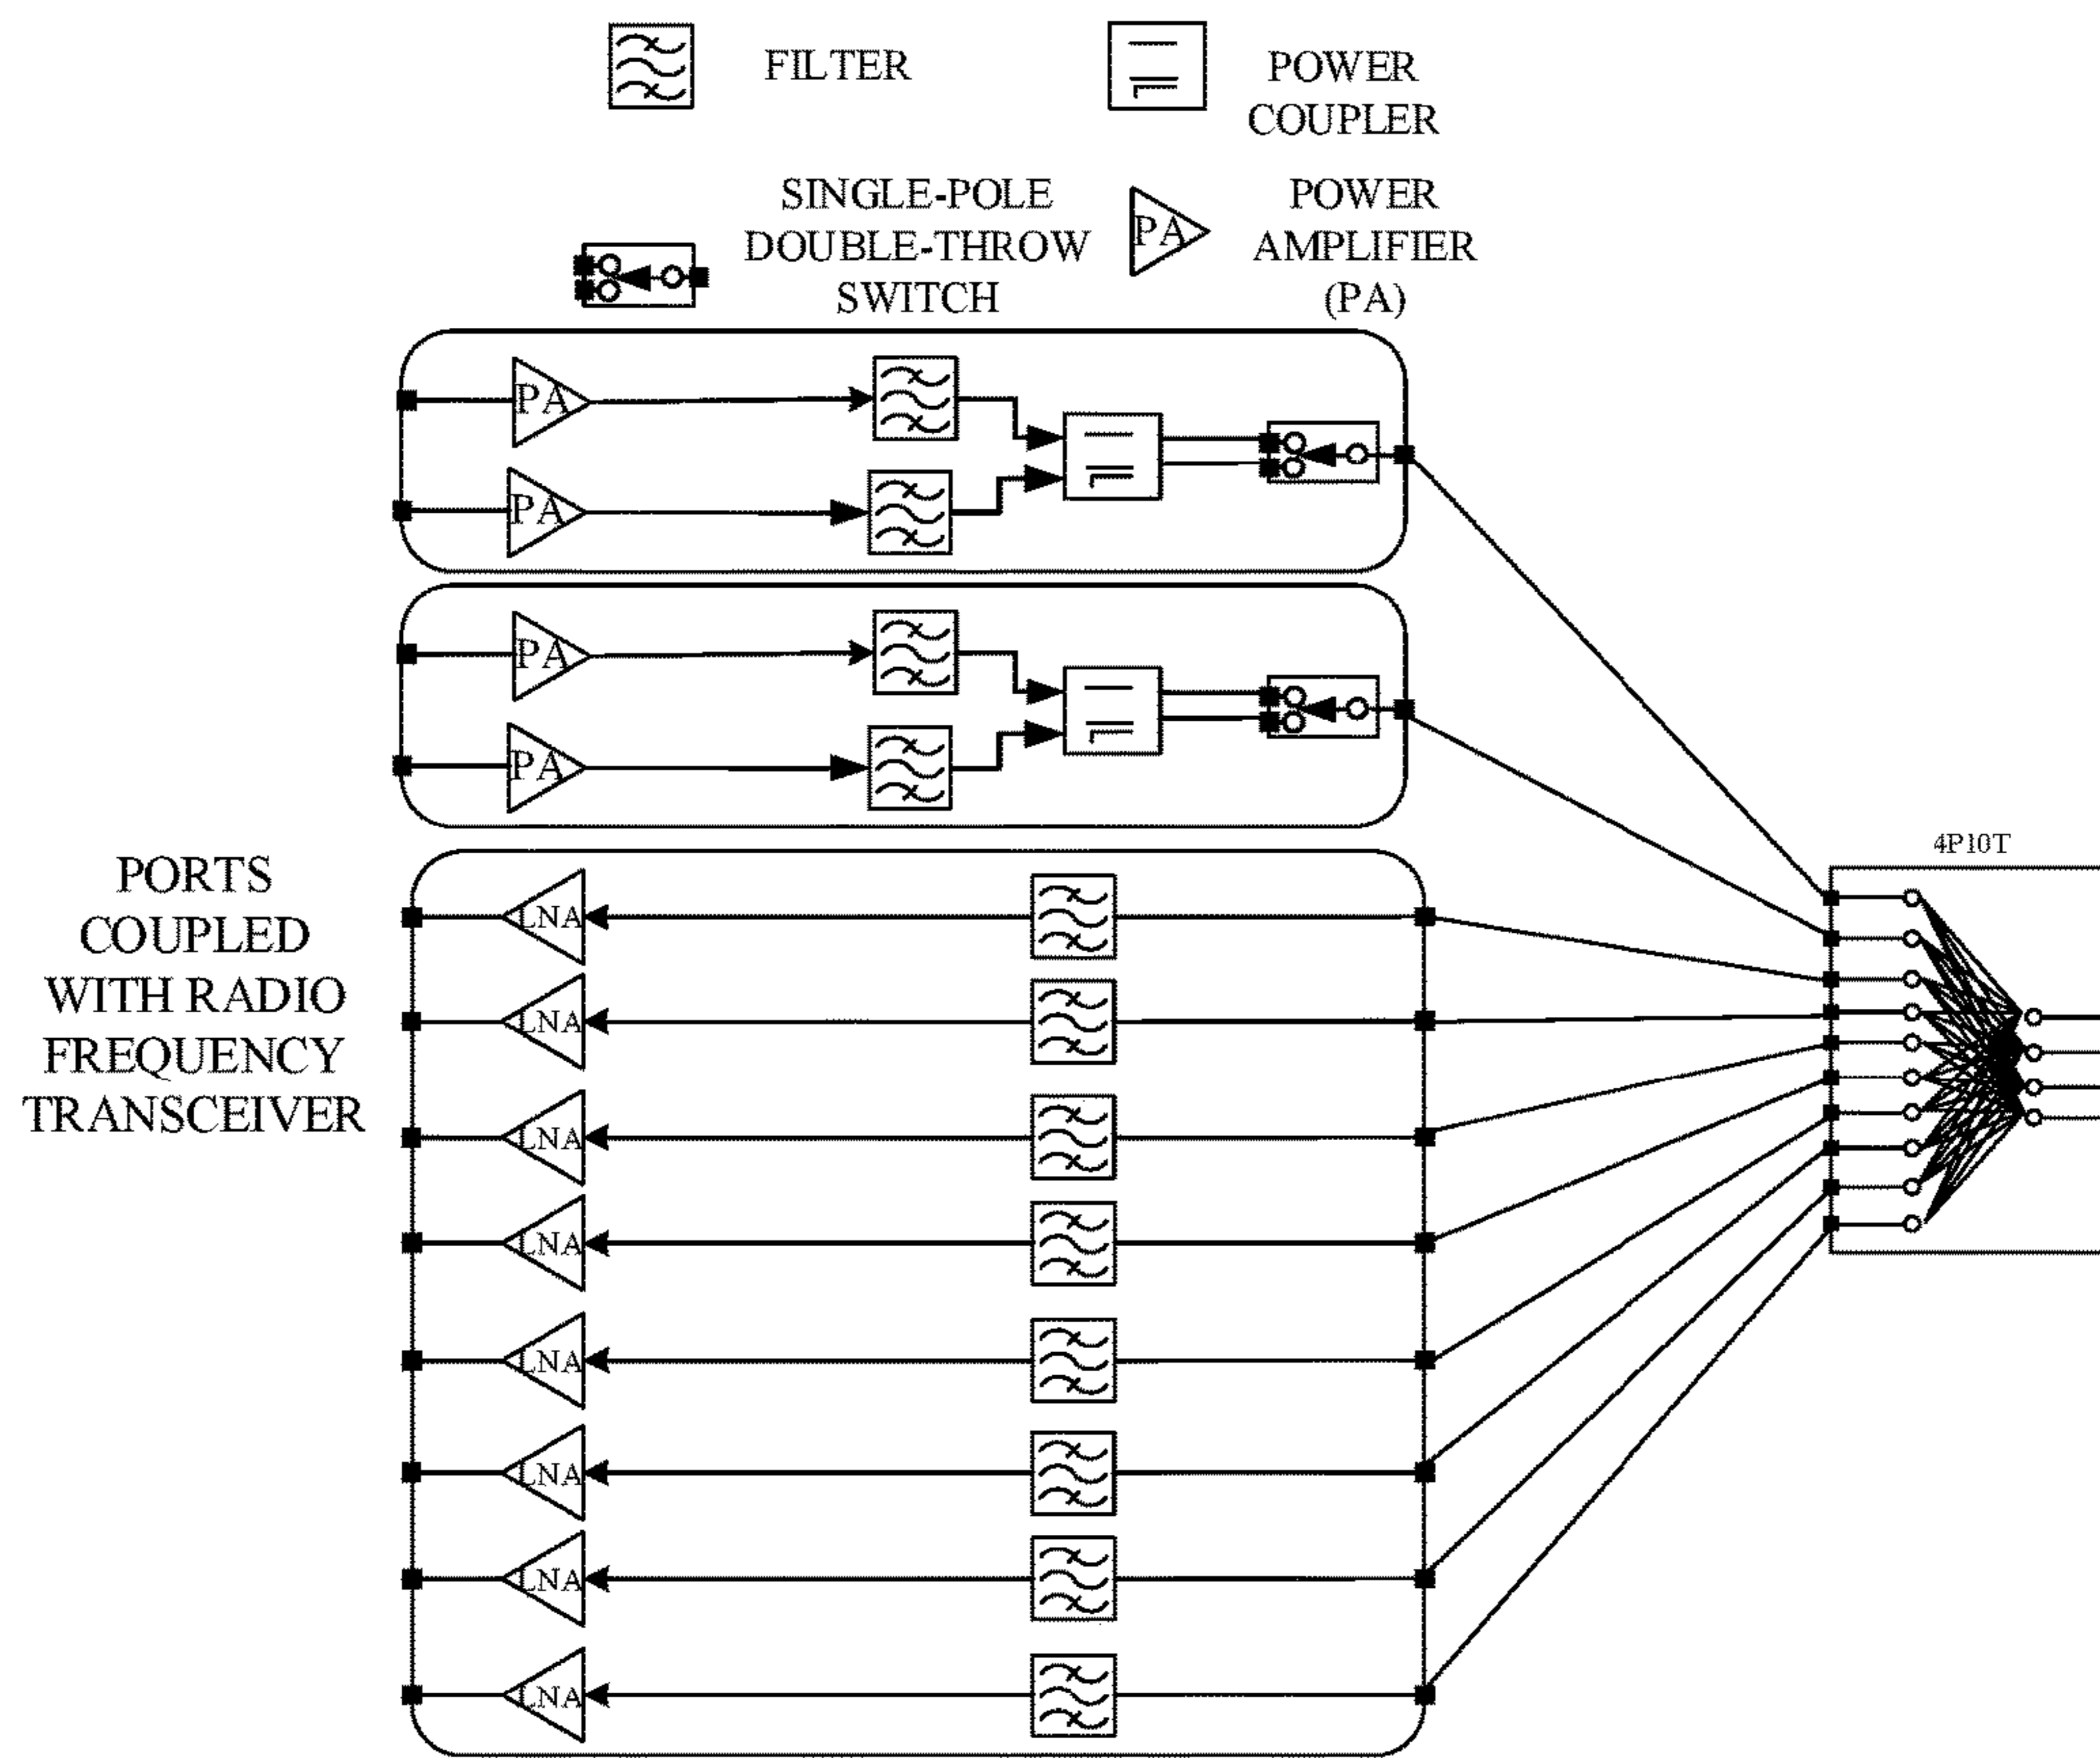 FILTER
POWER
COUPLER
SINGLE-POLE
DOUBLE-THROW
SWITCH
PA
POWER
AMPLIFIER
(PA)
PA
PA
PA
PA
PORTS
COUPLED
WITH RADIO
FREQUENCY
TRANSCEIVER
4P10T
LNA
LNA
LNA
LNA
LNA
LNA
LNA
LNA